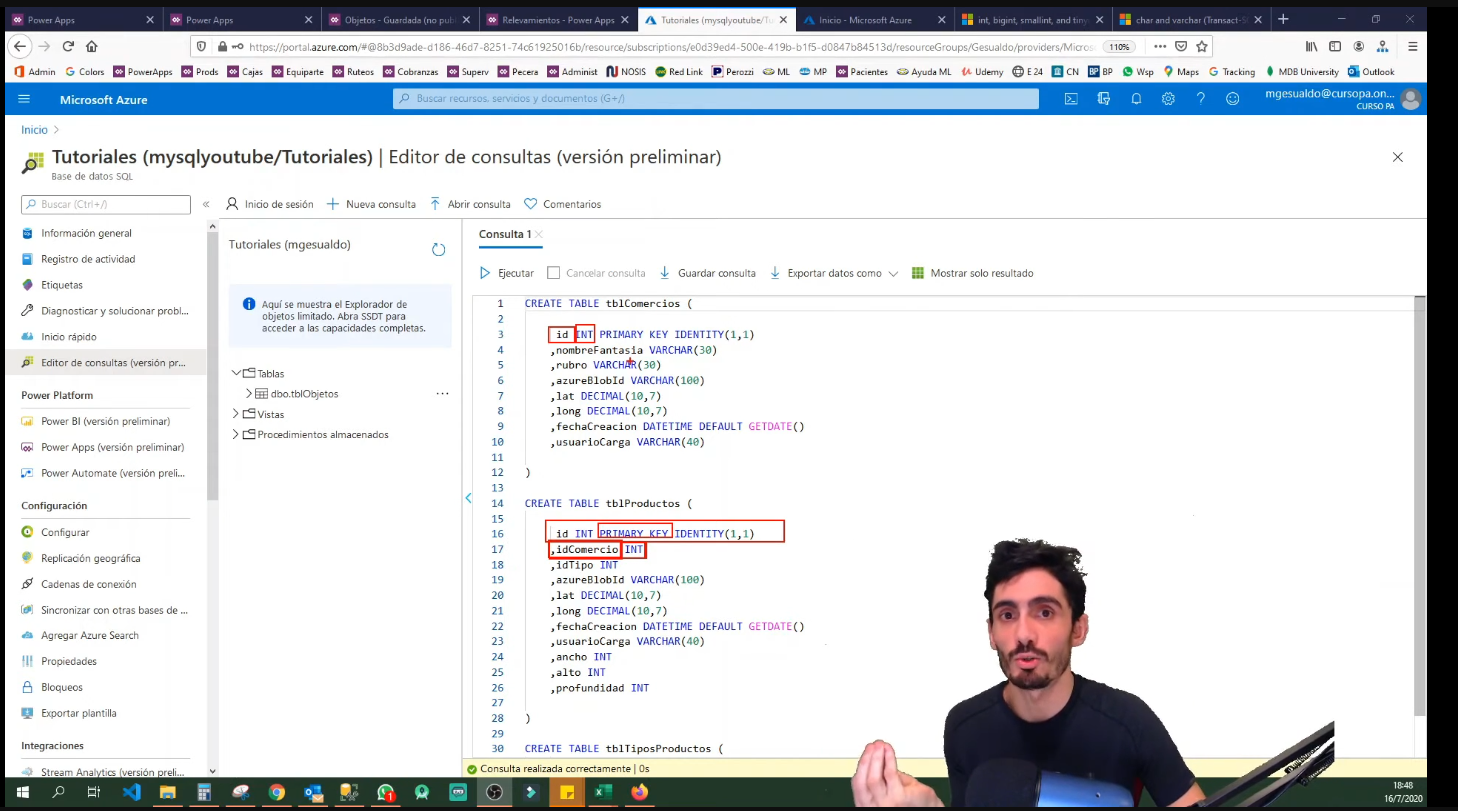 Power Apps
Power Apps
Objetos - Guardada (no publ
Relevamientos - Power Apps
Tutoriales (mysqlyoutube/Tu
Inicio - Microsoft Azure
int, bigint, smallint, and tiny
char and varchar (Transact-S
https://portal.azure.com/#@8b3d9ade-d186-46d7-8251-74c61925016b/resource/subscriptions/e0d39ed4-500e-419b-b1f5-d0847b84513d/resourceGroups/Gesualdo/providers/Micros
110%
Admin
Colors
PowerApps
Prods
Cajas
Equiparte
Ruteos
Cobranzas
Superv
Pecera
Administ
NOSIS
Red Link
Perozzi
ML
MP
Pacientes
Ayuda ML
Udemy
E 24
CN
BP
Wsp
Maps
Tracking
MDB University
Outlook
Microsoft Azure
Buscar recursos, servicios y documentos (G+/)
mgesualdo@cursopa.on...
CURSO PA
Inicio
Tutoriales (mysqlyoutube/Tutoriales) | Editor de consultas (versión preliminar)
Base de datos SQL
Buscar (Ctrl+/)
Inicio de sesión
Nueva consulta
Abrir consulta
Comentarios
Información general
Registro de actividad
Etiquetas
Diagnosticar y solucionar probl...
Inicio rápido
Editor de consultas (versión pr...
Power Platform
Power BI (versión preliminar)
Power Apps (versión preliminar)
Power Automate (versión preli...
Configuración
Configurar
Replicación geográfica
Cadenas de conexión
Sincronizar con otras bases de ...
Agregar Azure Search
Propiedades
Bloqueos
Exportar plantilla
Integraciones
Stream Analytics (versión preli...
Tutoriales (mgesualdo)
Aquí se muestra el Explorador de
objetos limitado. Abra SSDT para
acceder a las capacidades completas.
Tablas
dbo.tblObjetos
...
Vistas
Procedimientos almacenados
Consulta 1
Ejecutar
Cancelar consulta
Guardar consulta
Exportar datos como
Mostrar solo resultado
1 CREATE TABLE tblComercios (
2
3 id INT PRIMARY KEY IDENTITY(1,1)
4 ,nombreFantasia VARCHAR(30)
5 ,rubro VARCHAR(30)
6 ,azureBlobId VARCHAR(100)
7 ,lat DECIMAL(10,7)
8 ,long DECIMAL(10,7)
9 ,fechaCreacion DATETIME DEFAULT GETDATE()
10 ,usuarioCarga VARCHAR(40)
11
12 )
13
14 CREATE TABLE tblProductos (
15
16 id INT PRIMARY KEY IDENTITY(1,1)
17 ,idComercio INT
18 ,idTipo INT
19 ,azureBlobId VARCHAR(100)
20 ,lat DECIMAL(10,7)
21 ,long DECIMAL(10,7)
22 ,fechaCreacion DATETIME DEFAULT GETDATE()
23 ,usuarioCarga VARCHAR(40)
24 ,ancho INT
25 ,alto INT
26 ,profundidad INT
27
28 )
29
30 CREATE TABLE tblTiposProductos (
Consulta realizada correctamente | 0s
18:48
16/7/2020